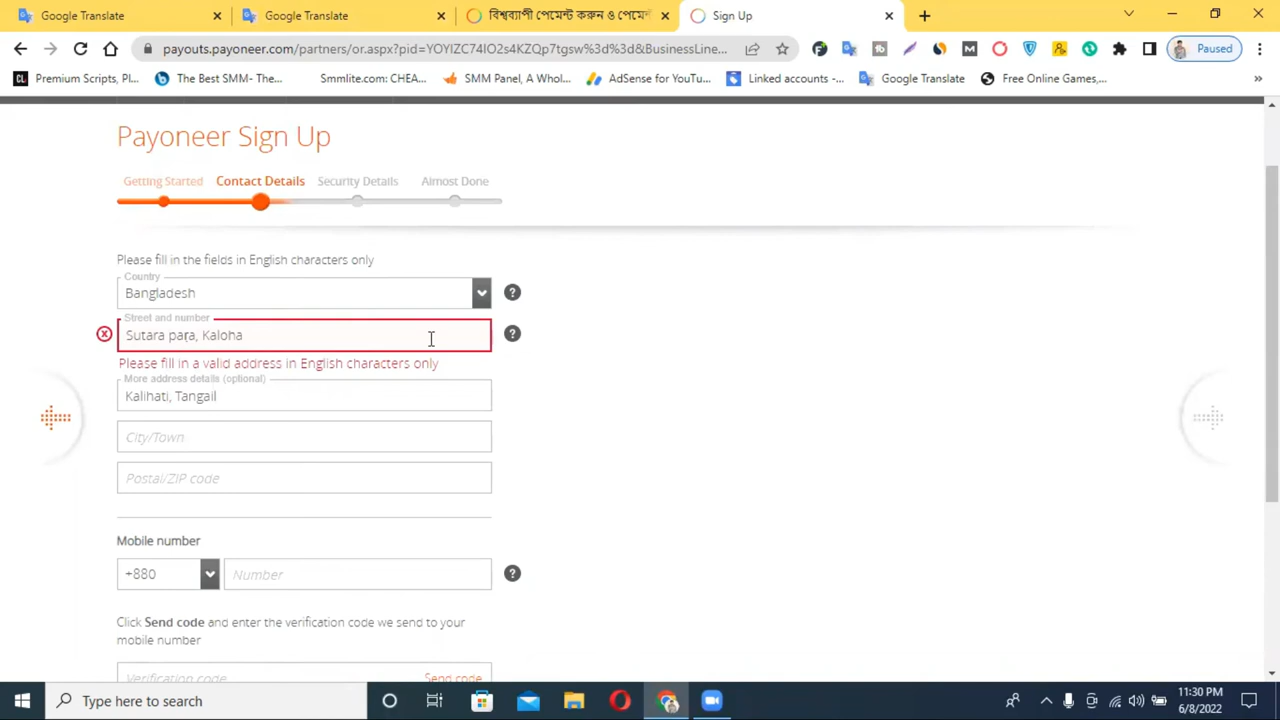 Google Translate
Google Translate
বিশ্বব্যাপী পেমেন্ট করুন ও পেমে
Sign Up
payouts.payoneer.com/partners/or.aspx?pid=YOYIZC74IO2s4KZQp7tgsw%3d%3d&BusinessLine...
Paused
Premium Scripts, Pl...
The Best SMM- The...
Smmlite.com: CHEA...
SMM Panel, A Whol...
AdSense for YouTu...
Linked accounts -...
Google Translate
Free Online Games,...
Payoneer Sign Up
Getting Started
Contact Details
Security Details
Almost Done
Please fill in the fields in English characters only
Country
Bangladesh
Street and number
Sutara para, Kaloha
Please fill in a valid address in English characters only
More address details (optional)
Kalihati, Tangail
City/Town
Postal/ZIP code
Mobile number
+880
Number
Click Send code and enter the verification code we send to your
mobile number
Verification code
Send code
Type here to search
11:30 PM
6/8/2022